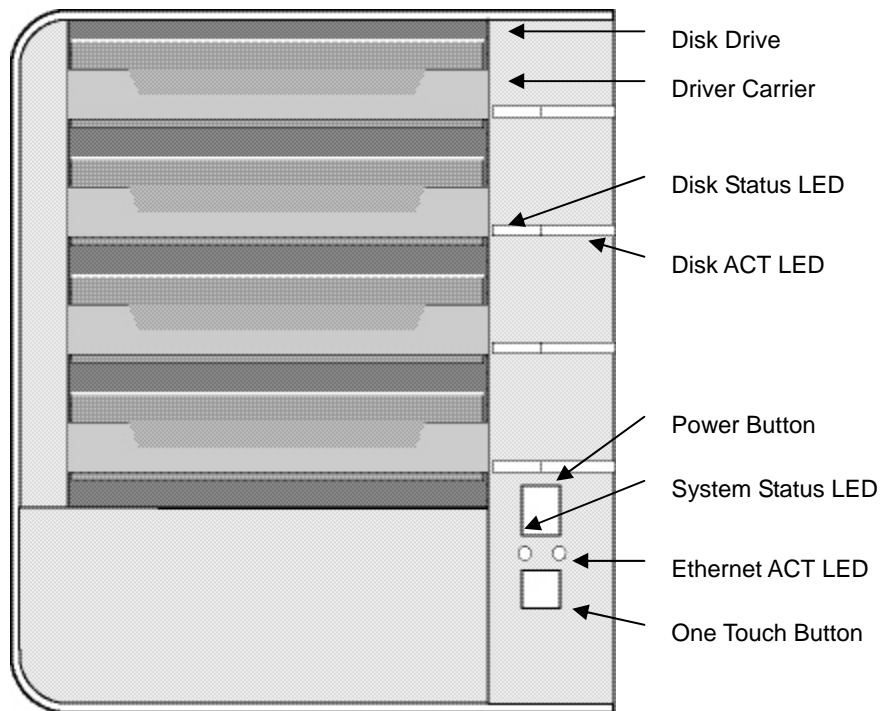 Disk Drive
Driver Carrier
Disk Status LED
Disk ACT LED
Power Button
System Status LED
Ethernet ACT LED
One Touch Button